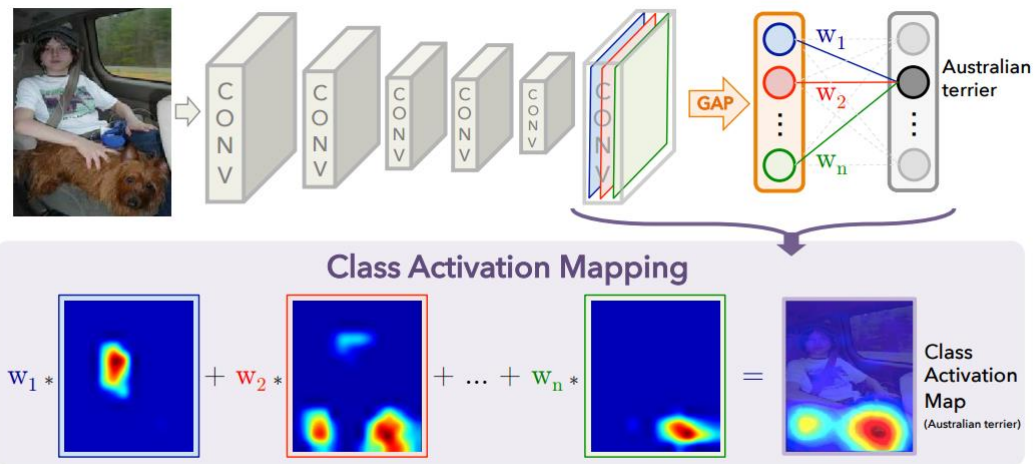 CONV
CONV
CONV
CONV
CONV
CONV
GAP
w1
w2
⋮
wn
⋮
Australian
terrier
Class Activation Mapping
w1 * + w2 * + ... + wn * =
Class
Activation
Map
(Australian terrier)